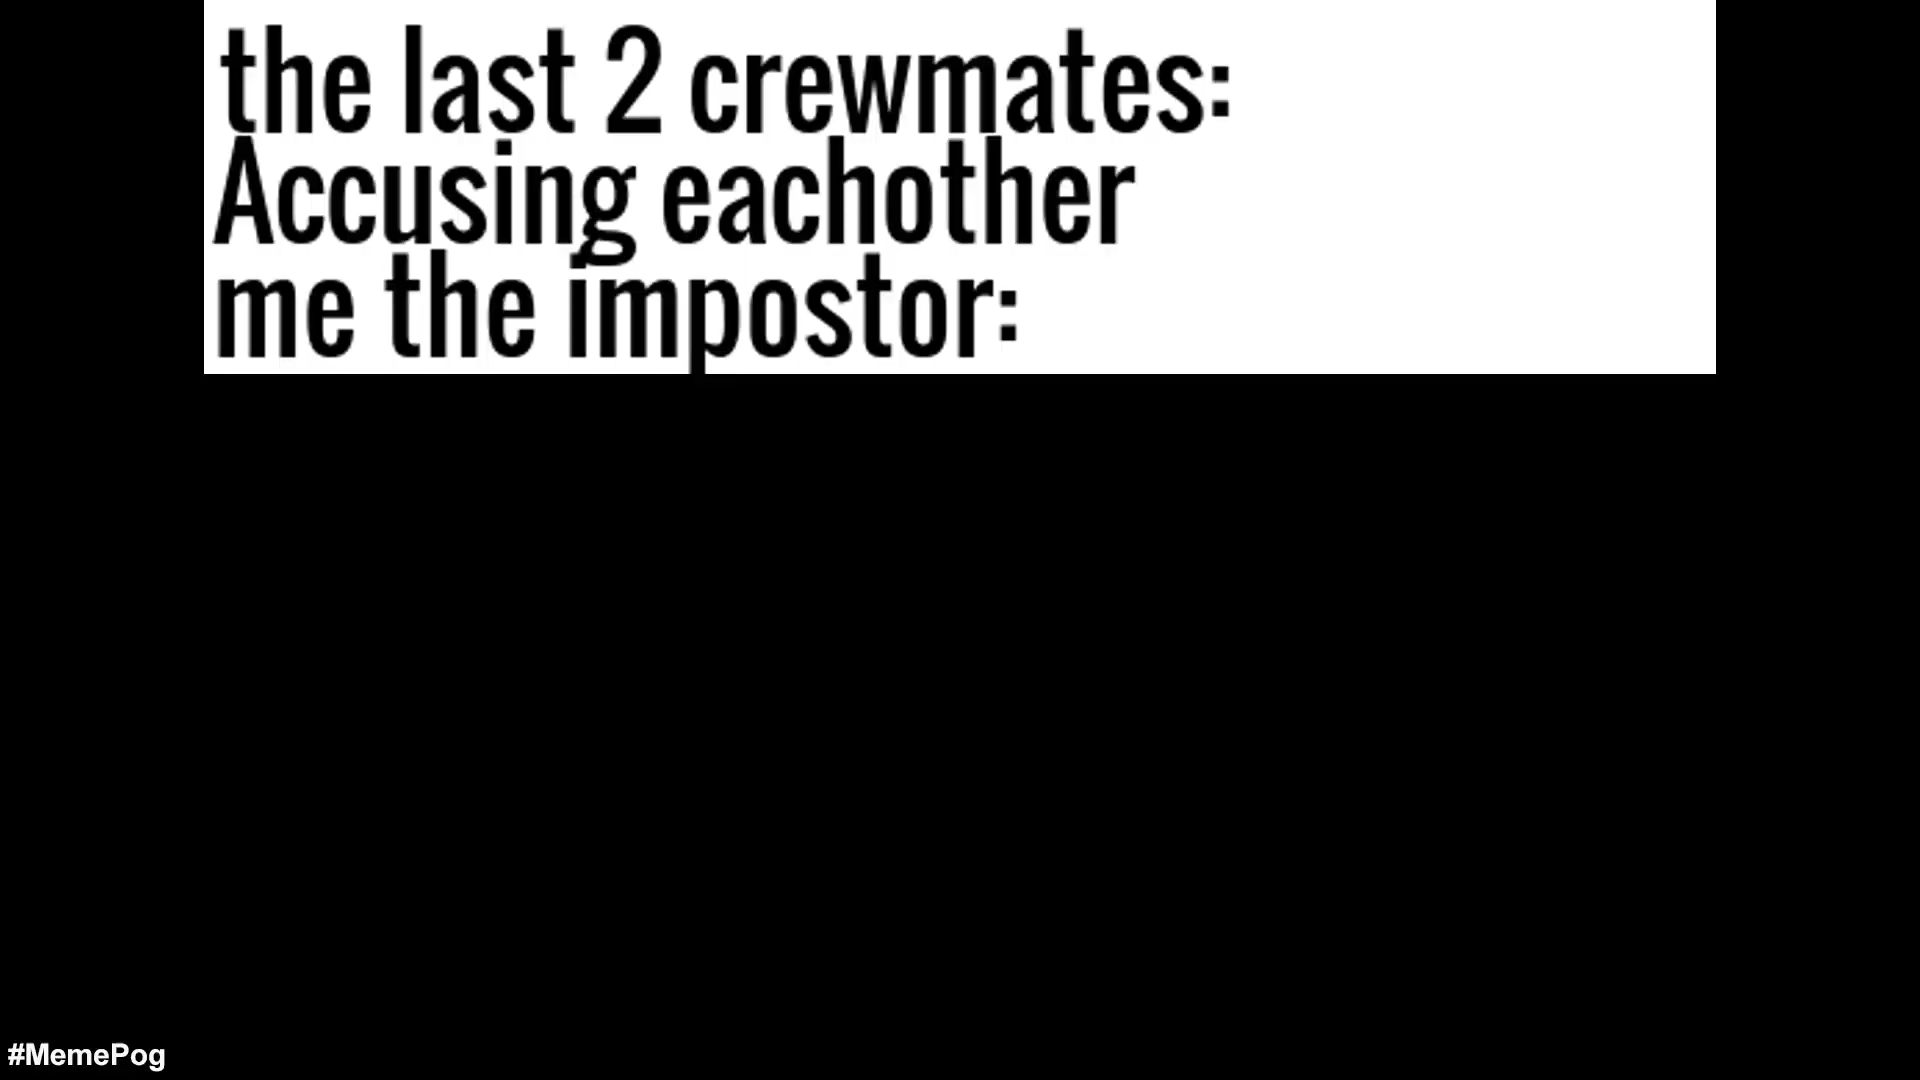 the last 2 crewmates:
Accusing eachother
me the impostor:
#MemePog